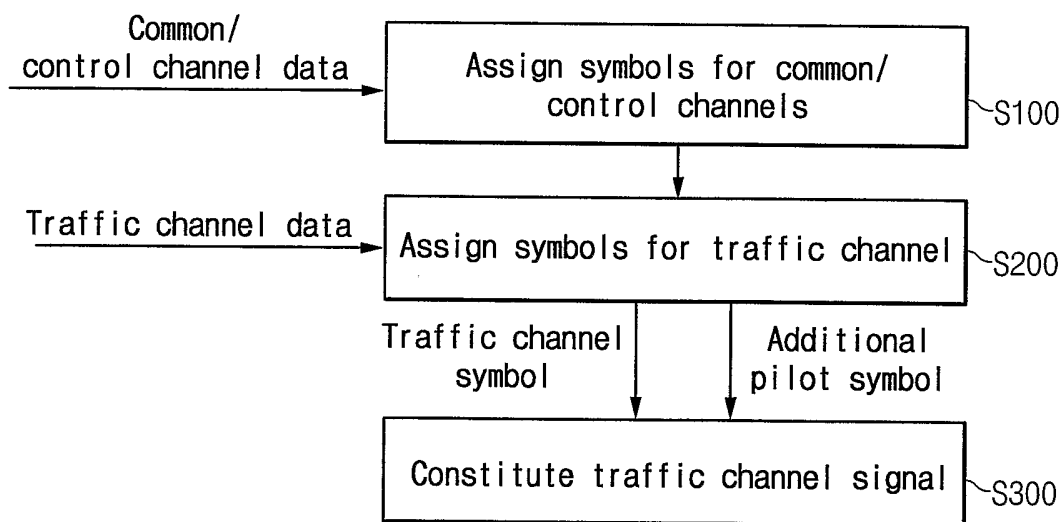 Common/
control channel data
Assign symbols for common/
control channels
S100
Traffic channel data
Assign symbols for traffic channel
S200
Traffic channel
symbol
Additional
pilot symbol
Constitute traffic channel signal
S300